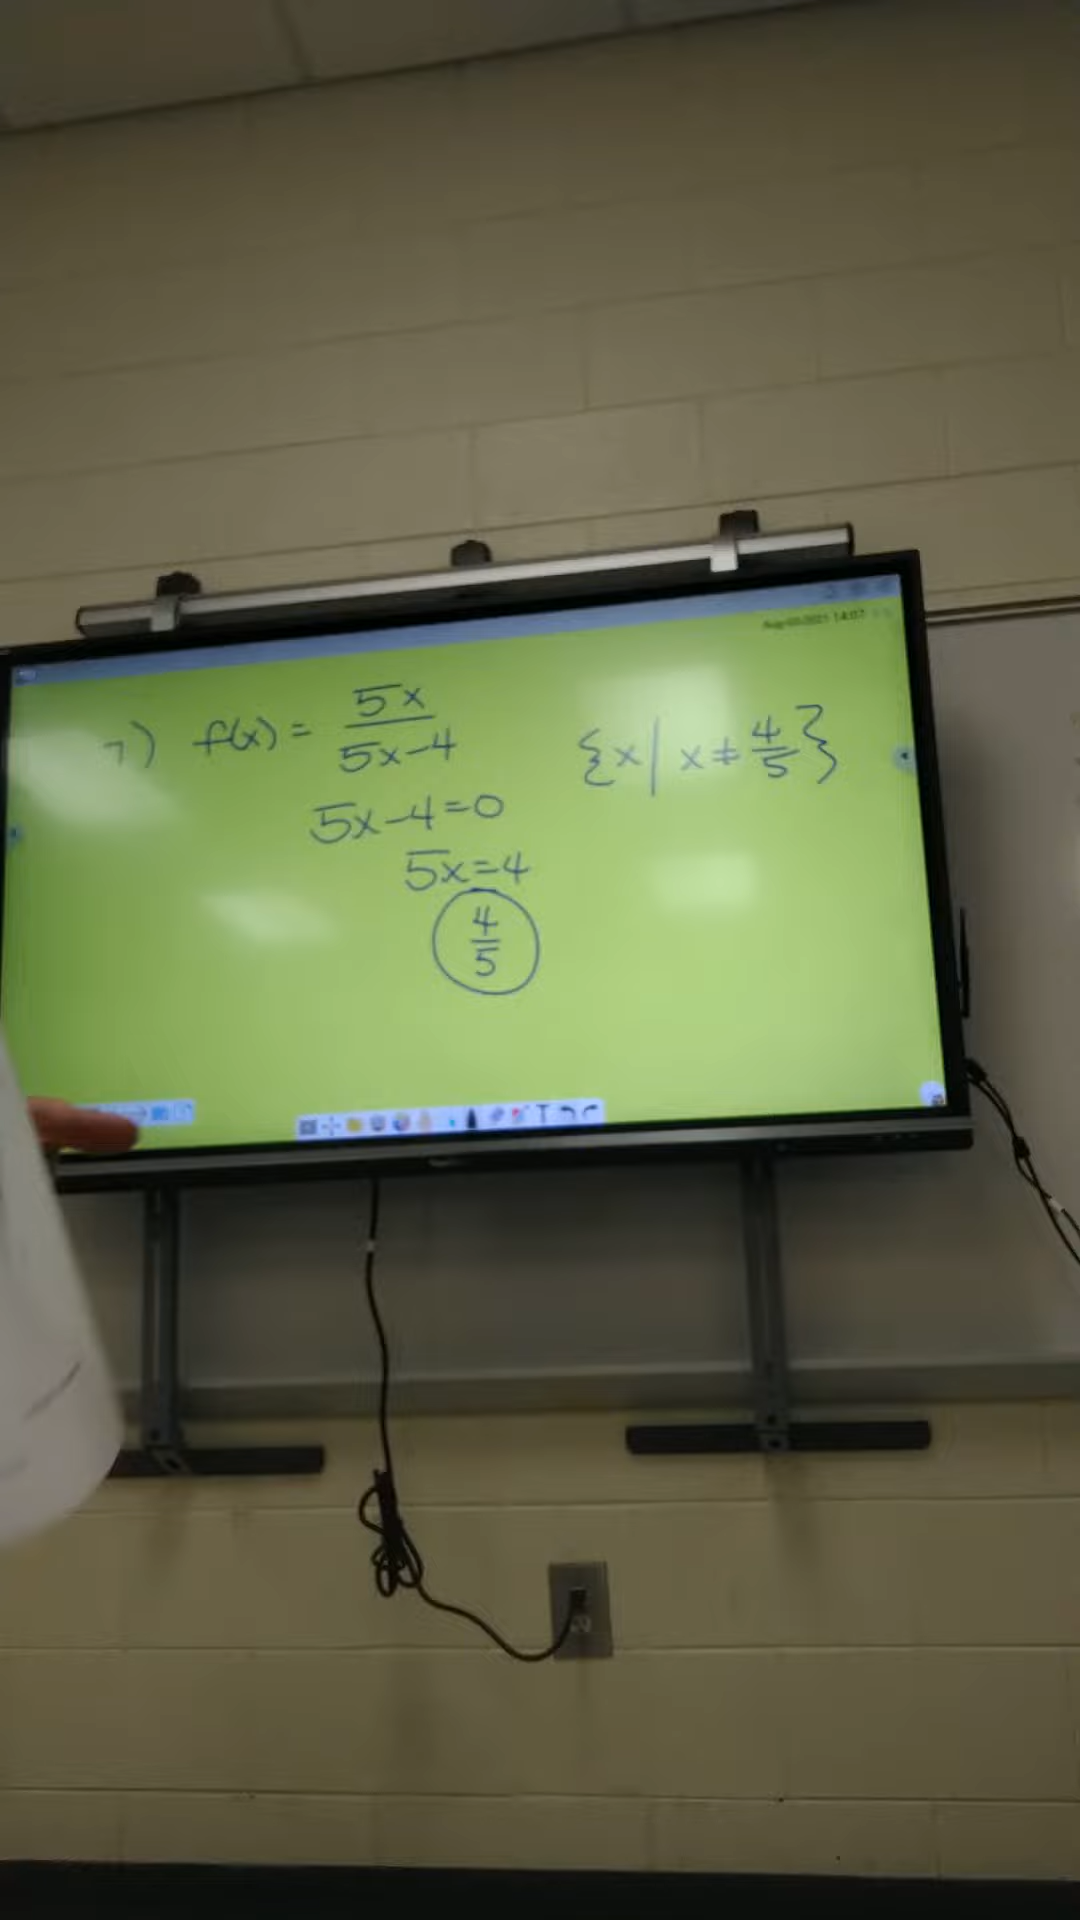 7) f(x) = 5x / 5x-4
{x | x ≠ 4/5}
5x-4=0
5x=4
4/5